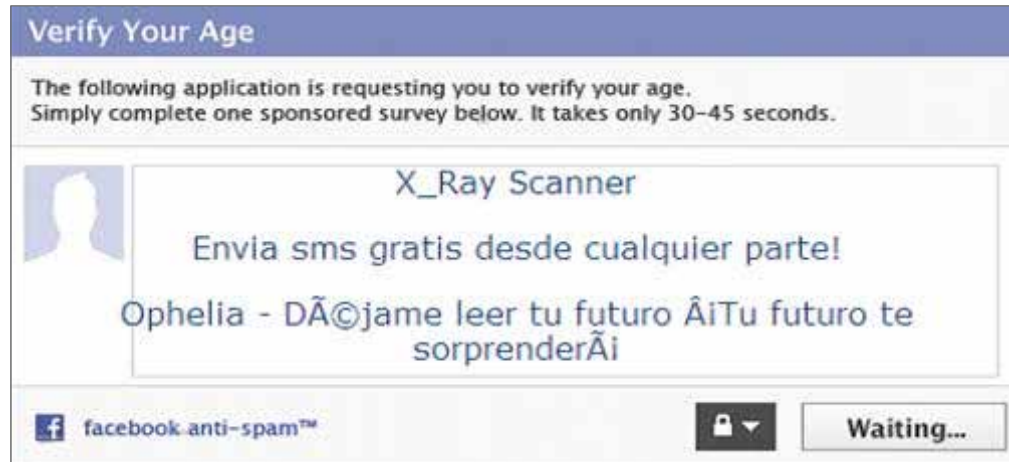 Verify Your Age
The following application is requesting you to verify your age.
Simply complete one sponsored survey below. It takes only 30-45 seconds.
X_Ray Scanner
Envia sms gratis desde cualquier parte!
Ophelia - DÃ©jame leer tu futuro ÂiTu futuro te
sorprenderÃi
facebook anti-spam™
Waiting...